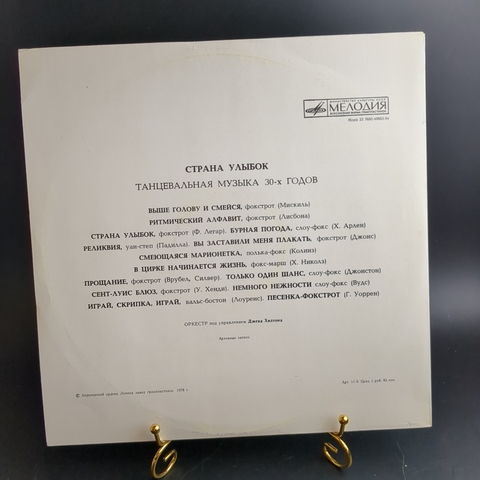 МЕЛОДИЯ
СТРАНА УЛЫБОК
ТАНЦЕВАЛЬНАЯ МУЗЫКА 30-х ГОДОВ
ВЫШЕ ГОЛОВУ И СМЕЙСЯ, фокстрот (Мискиль)
РИТМИЧЕСКИЙ АЛФАВИТ, фокстрот (Лисбона)
СТРАНА УЛЫБОК, фокстрот (Ф. Легар). БУРНАЯ ПОГОДА, слоу-фокс (Х. Арлен)
РЕЛИКВИЯ, уан-степ (Падилла). ВЫ ЗАСТАВИЛИ МЕНЯ ПЛАКАТЬ, фокстрот (Джонс)
СМЕЮЩАЯСЯ МАРИОНЕТКА, полька-фокс (Коллинз)
В ЦИРКЕ НАЧИНАЕТСЯ ЖИЗНЬ, фокс-марш (Х. Николз)
ПРОЩАНИЕ, фокстрот (Врубел, Силвер). ТОЛЬКО ОДИН ШАНС, слоу-фокс (Джонстон)
СЕНТ-ЛУИС БЛЮЗ, фокстрот (У. Хенди). НЕМНОГО НЕЖНОСТИ слоу-фокс (Вудс)
ИГРАЙ, СКРИПКА, ИГРАЙ, вальс-бостон (Лоуренс). ПЕСЕНКА-ФОКСТРОТ (Г. Уоррен)
ОРКЕСТР под управлением Джека Хилтона
Архивные записи